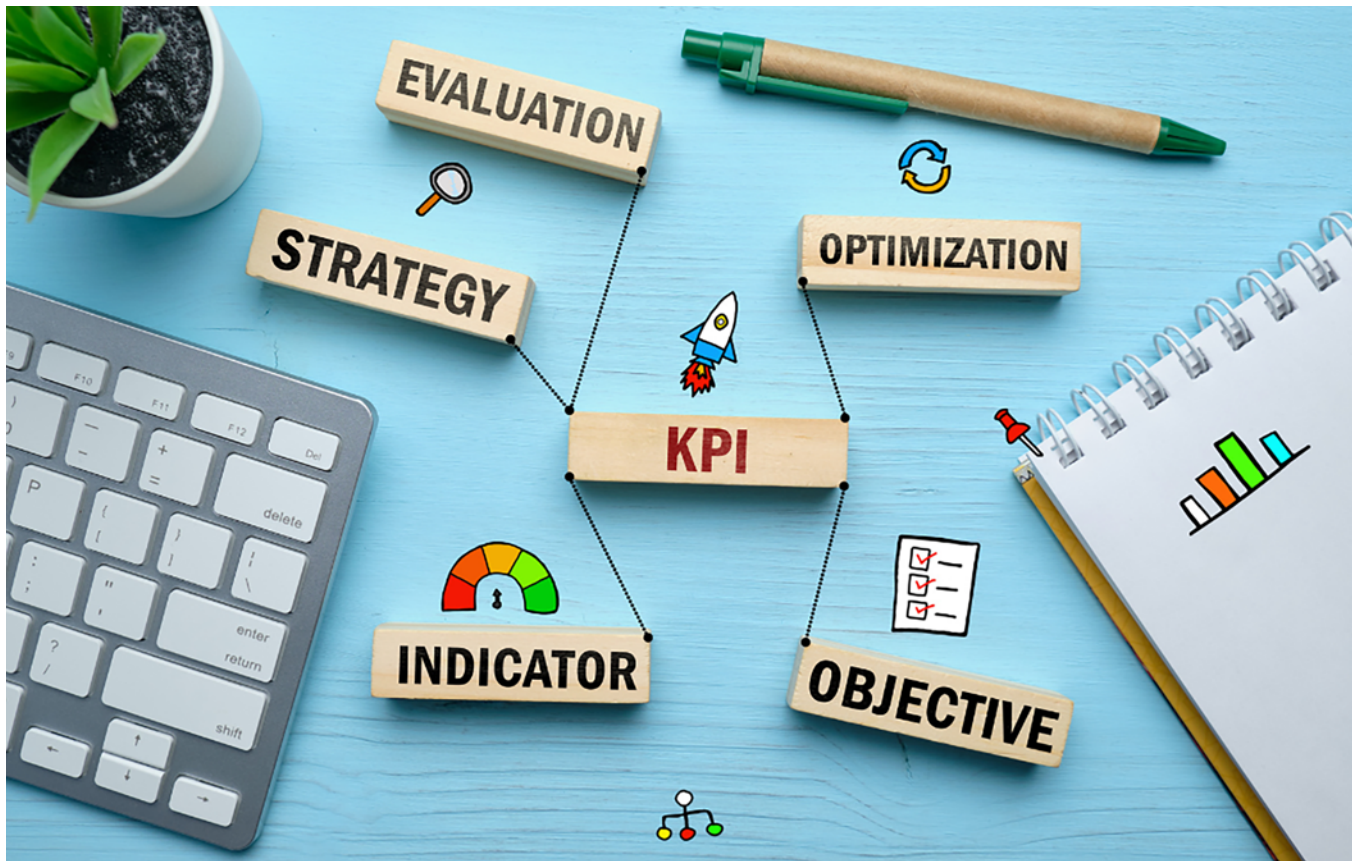 EVALUATION
STRATEGY
OPTIMIZATION
KPI
INDICATOR
OBJECTIVE
F10
F11
F12
Del
P
delete
enter
return
shift